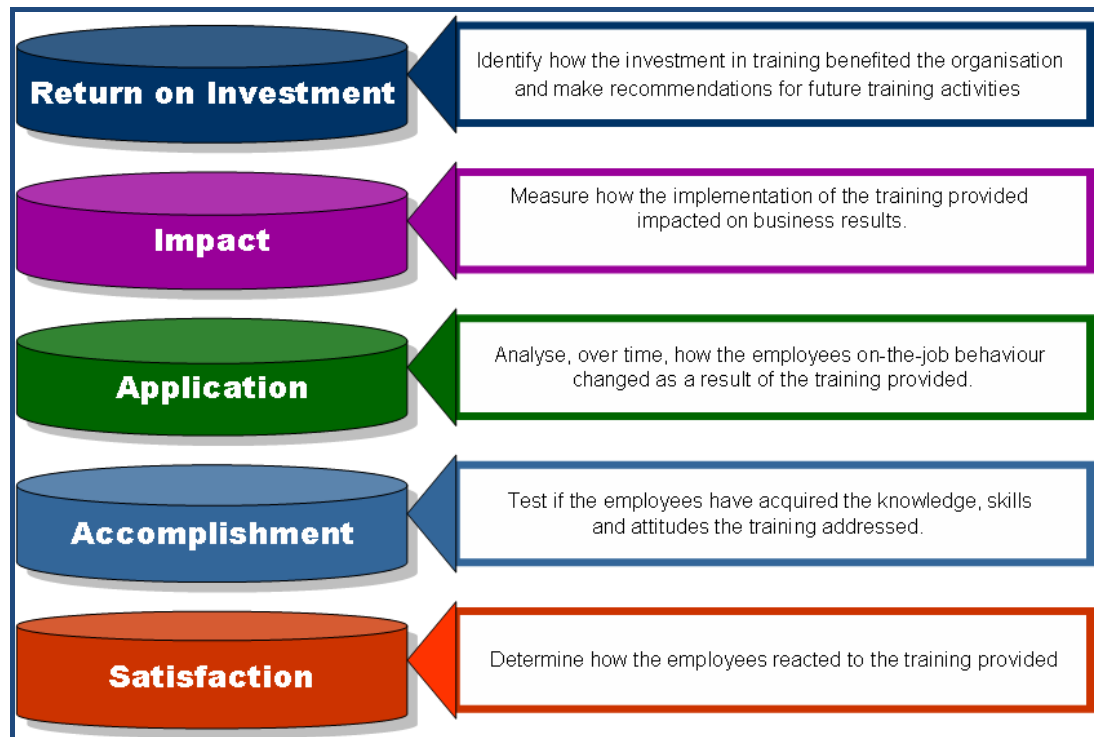 Return on Investment
Identify how the investment in training benefited the organisation
and make recommendations for future training activities
Impact
Measure how the implementation of the training provided
impacted on business results.
Application
Analyse, over time, how the employees on-the-job behaviour
changed as a result of the training provided.
Accomplishment
Test if the employees have acquired the knowledge, skills
and attitudes the training addressed.
Satisfaction
Determine how the employees reacted to the training provided